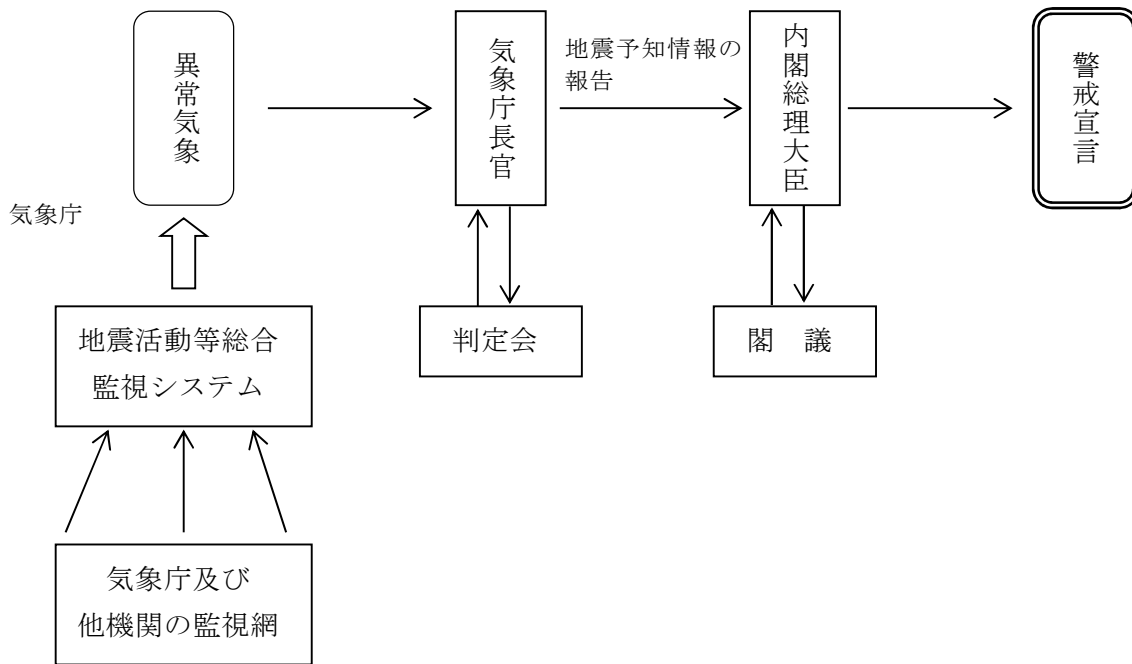 異常気象
気象庁長官
地震予知情報の
報告
内閣総理大臣
警戒宣言
気象庁
地震活動等総合
監視システム
判定会
閣　議
気象庁及び
他機関の監視網